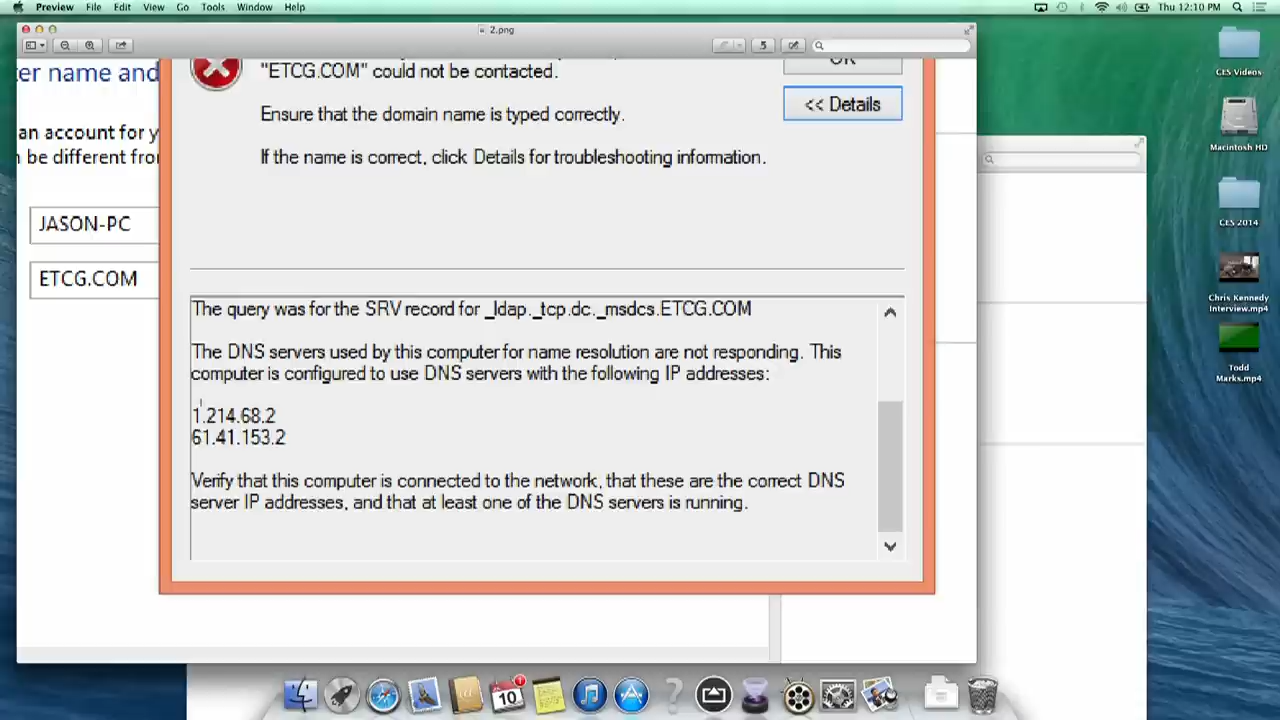 Preview File Edit View Go Tools Window Help
Thu 12:10 PM
2.png
5
CES Videos
Macintosh HD
CES 2014
Chris Kennedy
Interview.mp4
Todd
Marks.mp4
er name and
an account for y
be different fro
JASON-PC
ETCG.COM
"ETCG.COM" could not be contacted.
OK
<< Details
Ensure that the domain name is typed correctly.
If the name is correct, click Details for troubleshooting information.
The query was for the SRV record for _ldap._tcp.dc._msdcs.ETCG.COM
The DNS servers used by this computer for name resolution are not responding. This
computer is configured to use DNS servers with the following IP addresses:
1.214.68.2
61.41.153.2
Verify that this computer is connected to the network, that these are the correct DNS
server IP addresses, and that at least one of the DNS servers is running.
10
1